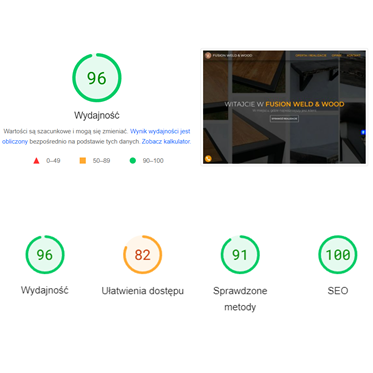 96
Wydajność
Wartości są szacunkowe i mogą się zmieniać. Wynik wydajności jest
obliczony bezpośrednio na podstawie tych danych. Zobacz kalkulator.
0–49
50–89
90–100
FUSION WELD & WOOD
WITAJCIE W FUSION WELD & WOOD
96
82
91
100
Wydajność
Ułatwienia dostępu
Sprawdzone
metody
SEO